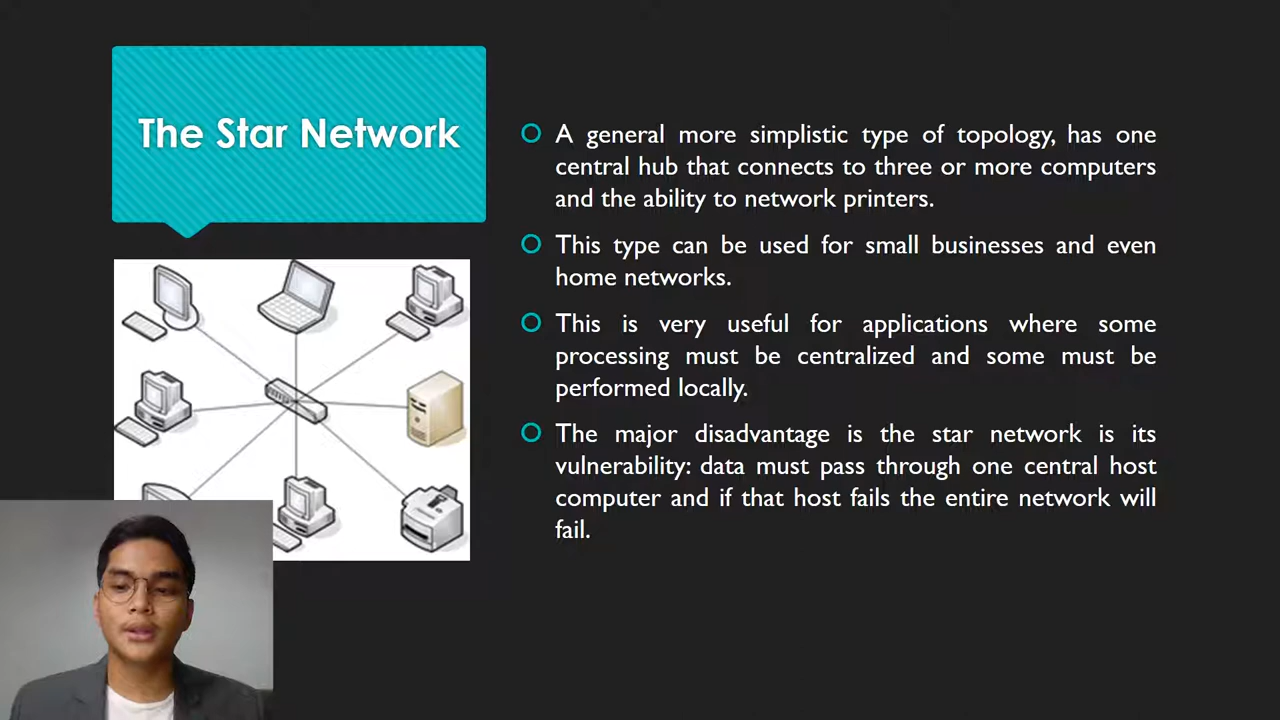 The Star Network
A general more simplistic type of topology, has one
central hub that connects to three or more computers
and the ability to network printers.
This type can be used for small businesses and even
home networks.
This is very useful for applications where some
processing must be centralized and some must be
performed locally.
The major disadvantage is the star network is its
vulnerability: data must pass through one central host
computer and if that host fails the entire network will
fail.